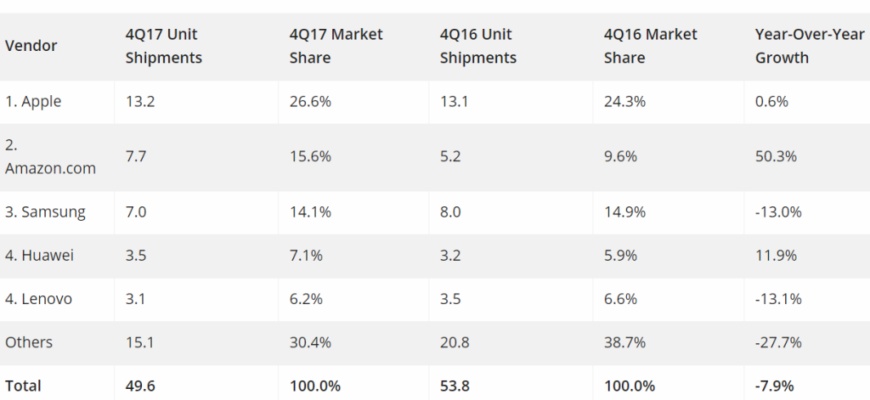 Vendor 4Q17 Unit Shipments 4Q17 Market Share 4Q16 Unit Shipments 4Q16 Market Share Year-Over-Year Growth
1. Apple 13.2 26.6% 13.1 24.3% 0.6%
2. Amazon.com 7.7 15.6% 5.2 9.6% 50.3%
3. Samsung 7.0 14.1% 8.0 14.9% -13.0%
4. Huawei 3.5 7.1% 3.2 5.9% 11.9%
4. Lenovo 3.1 6.2% 3.5 6.6% -13.1%
Others 15.1 30.4% 20.8 38.7% -27.7%
Total 49.6 100.0% 53.8 100.0% -7.9%